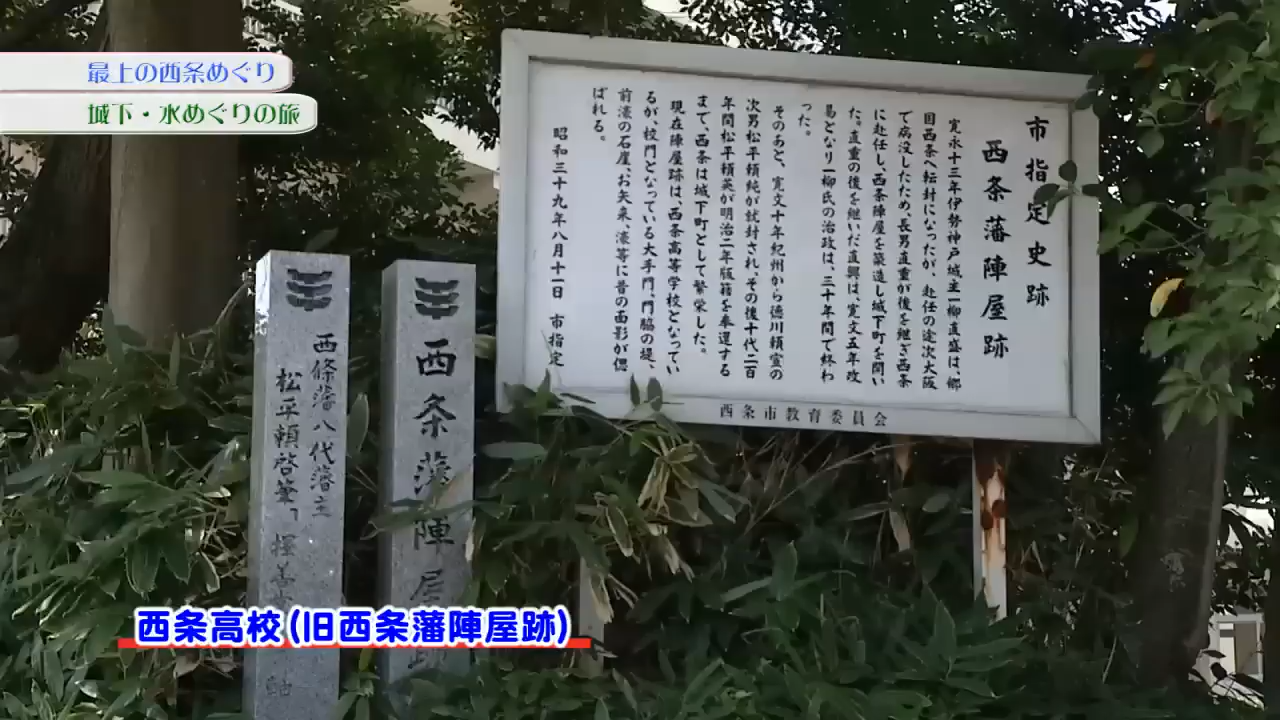 最上の西条めぐり
城下・水めぐりの旅
市指定史跡
西条藩陣屋跡
寛永十三年伊勢神戸城主一柳直盛は、郷
国西条へ転封になったが、赴任の途次大阪
で病没したため、長男直重が後を継ぎ西条
に赴任し、西条陣屋を築造し城下町を開い
た。直重の後を継いだ直興は、寛文五年改
易となり一柳氏の治政は、三十年間で終わ
った。
そのあと、寛文十年紀州から徳川頼宣の
次男松平頼純が試封され、その後十代二百
年間松平頼英が明治二年版籍を奉還する
まで、西条は城下町として繁栄した。
現在陣屋跡は、西条高等学校となってい
るが、校門となっている大手門、門脇の堤、
前濠の石崖、お矢来、濠等に昔の面影が偲
ばれる。
昭和三十九年八月十一日 市指定
西条市教育委員会
西条藩陣屋跡
西條藩八代藩主
松平頼啓筆
西条高校(旧西条藩陣屋跡)